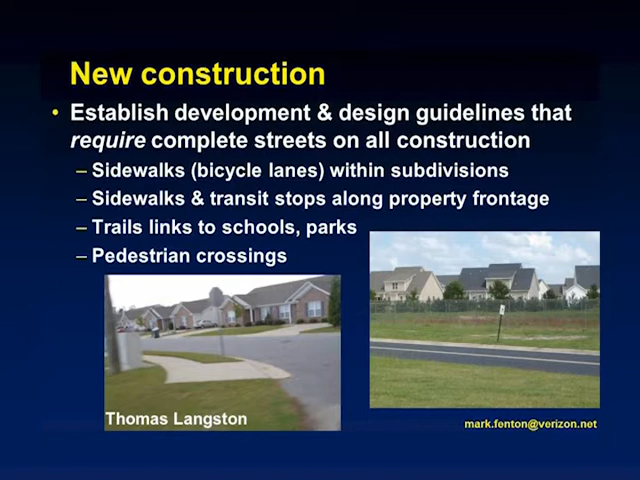 New construction
• Establish development & design guidelines that
require complete streets on all construction
– Sidewalks (bicycle lanes) within subdivisions
– Sidewalks & transit stops along property frontage
– Trails links to schools, parks
– Pedestrian crossings
Thomas Langston
mark.fenton@verizon.net